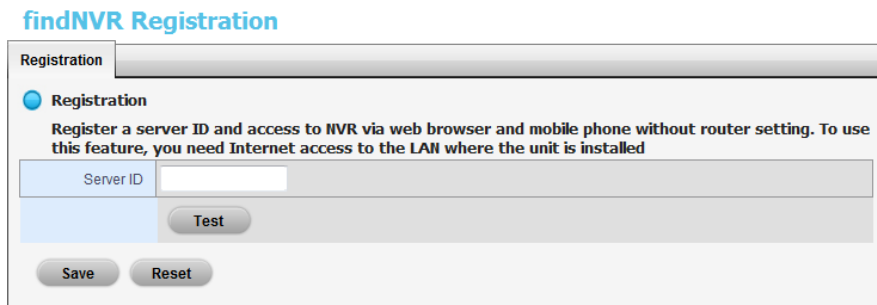 findNVR Registration
Registration
Registration
Register a server ID and access to NVR via web browser and mobile phone without router setting. To use
this feature, you need Internet access to the LAN where the unit is installed
Server ID
Test
Save Reset